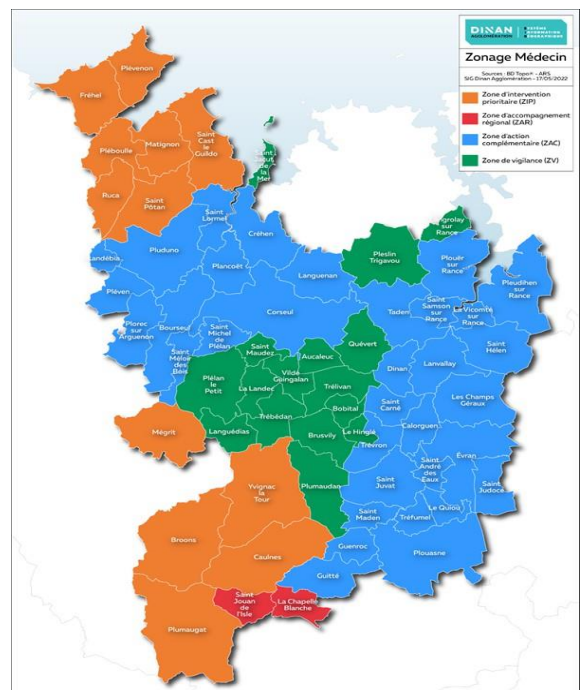 DINAN
AGGLOMÉRATION
SYSTÈME
INFORMATION
GÉOGRAPHIQUE
Zonage Médecin
Sources : BD Topo® - ARS
SIG Dinan Agglomération - 17/05/2022
Zone d'intervention
prioritaire (ZIP)
Zone d'accompagnement
régional (ZAR)
Zone d'action
complémentaire (ZAC)
Zone de vigilance (ZV)
Plévenon
Fréhel
Saint
Cast
le
Guildo
Matignon
Pléboulle
Saint Jacut
de
la
Mer
Ruca
Saint
Pôtan
Saint
Lormel
Créhen
Landébia
Pluduno
Plancoët
Languenan
Pleslin
Trigavou
sur
Rance
Plouër
sur
Rance
Pleudihen
sur
Rance
Pléven
Corseul
Taden
Saint
Samson
sur
Rance
La Vicomté
sur
Rance
Plorec
sur
Arguenon
Bourseul
Saint
Michel
de
Plélan
Saint
Hélen
Saint
Méloir
des
Bois
Saint
Maudez
Aucaleuc
Quévert
Dinan
Lanvallay
Plélan
le
Petit
La Landec
Vildé
Guingalan
Trélivan
Saint
Carné
Les Champs
Géraux
Trébédan
Bobital
Calorguen
Mégrit
Languédias
Brusvily
Le Hinglé
Trévron
Évran
Saint
André
des
Eaux
Plumaudan
Saint
Juvat
Saint
Judoce
Yvignac
la
Tour
Le Quiou
Saint
Maden
Tréfumel
Broons
Caulnes
Guenroc
Plouasne
Guitté
Saint
Jouan
de
l'Isle
La Chapelle
Blanche
Plumaugat